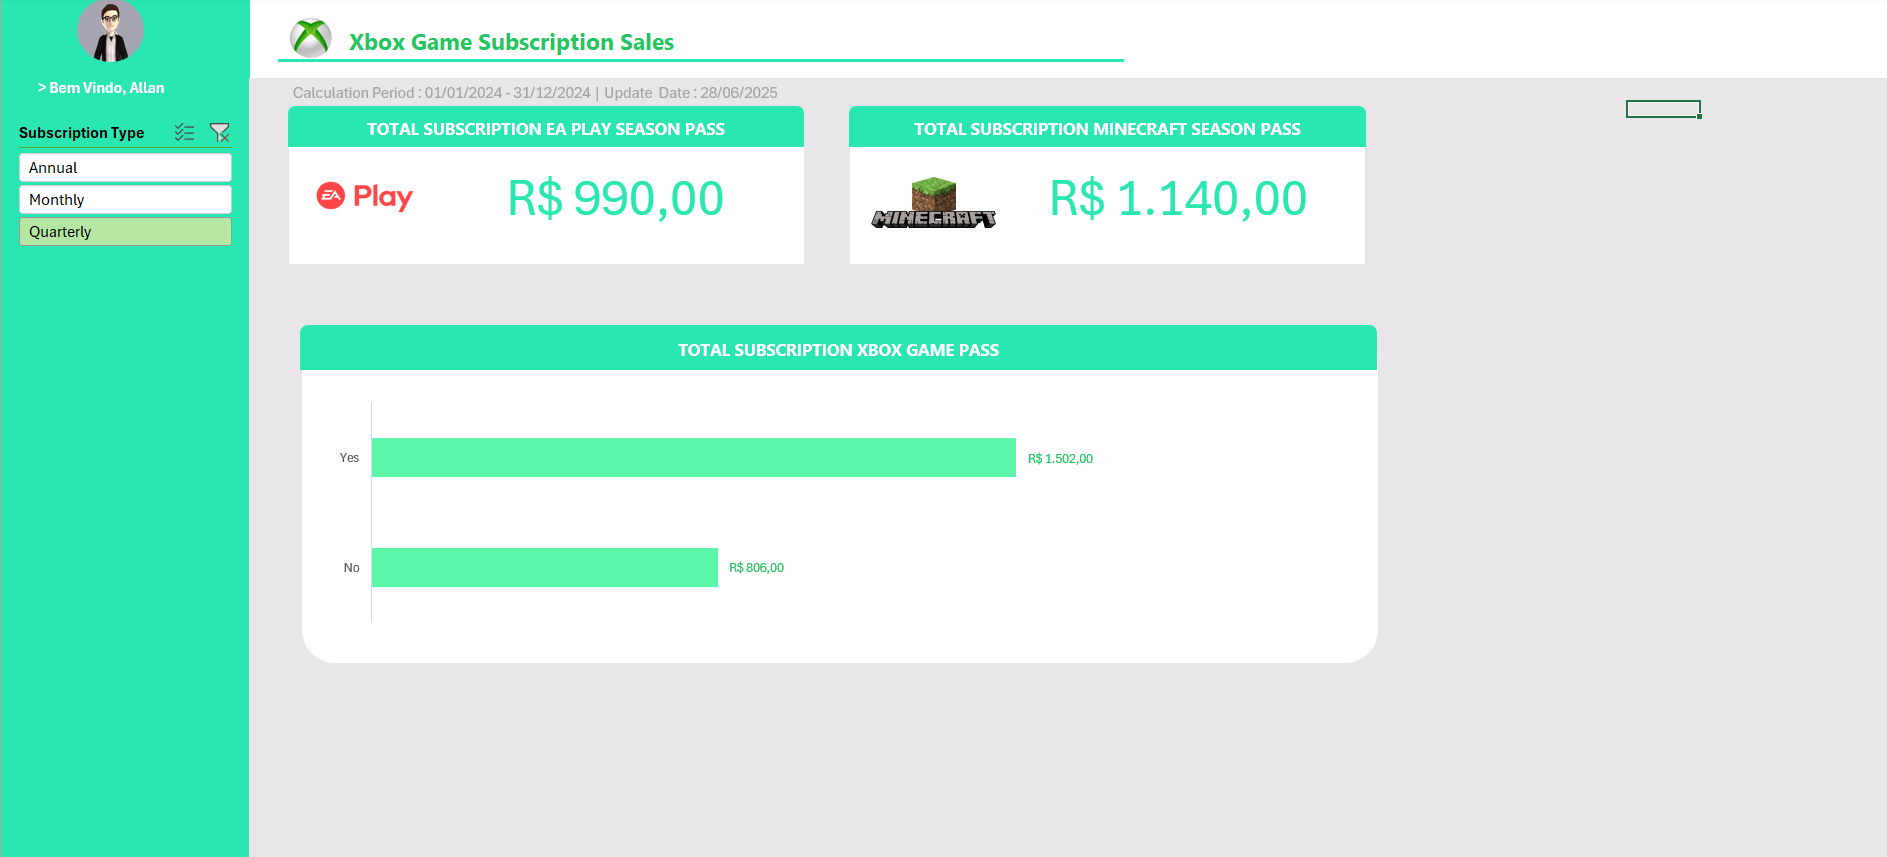 > Bem Vindo, Allan
Subscription Type
Annual
Monthly
Quarterly
Xbox Game Subscription Sales
Calculation Period : 01/01/2024 - 31/12/2024 | Update Date : 28/06/2025
TOTAL SUBSCRIPTION EA PLAY SEASON PASS
EA Play
R$ 990,00
TOTAL SUBSCRIPTION MINECRAFT SEASON PASS
MINECRAFT
R$ 1.140,00
TOTAL SUBSCRIPTION XBOX GAME PASS
Yes
R$ 1.502,00
No
R$ 806,00